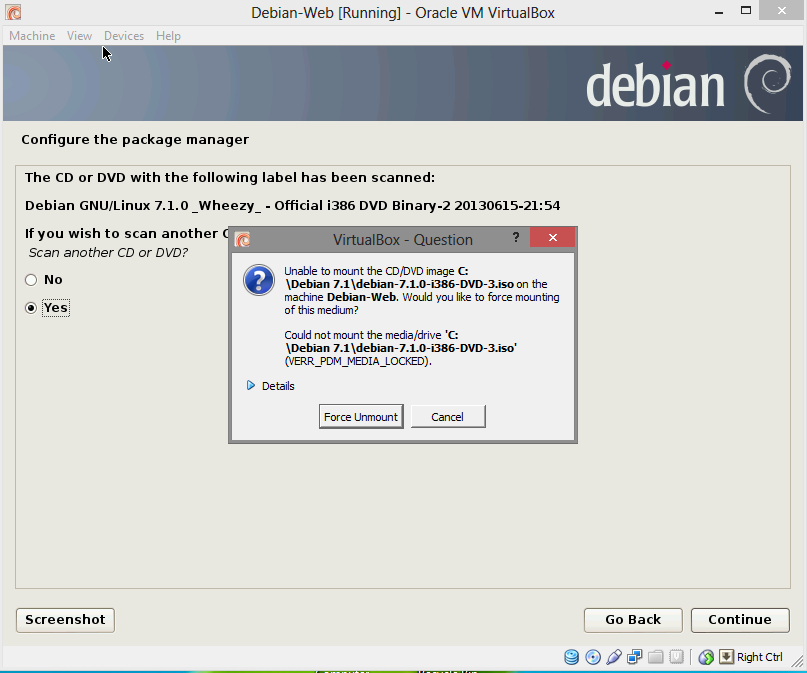 Debian-Web [Running] - Oracle VM VirtualBox
Machine View Devices Help
debian
Configure the package manager
The CD or DVD with the following label has been scanned:
Debian GNU/Linux 7.1.0 _Wheezy_ - Official i386 DVD Binary-2 20130615-21:54
If you wish to scan another C
Scan another CD or DVD?
No
Yes
VirtualBox - Question
?
Unable to mount the CD/DVD image C:
\Debian 7.1\debian-7.1.0-i386-DVD-3.iso on the
machine Debian-Web. Would you like to force mounting
of this medium?
Could not mount the media/drive 'C:
\Debian 7.1\debian-7.1.0-i386-DVD-3.iso'
(VERR_PDM_MEDIA_LOCKED).
Details
Force Unmount Cancel
Screenshot Go Back Continue
Right Ctrl